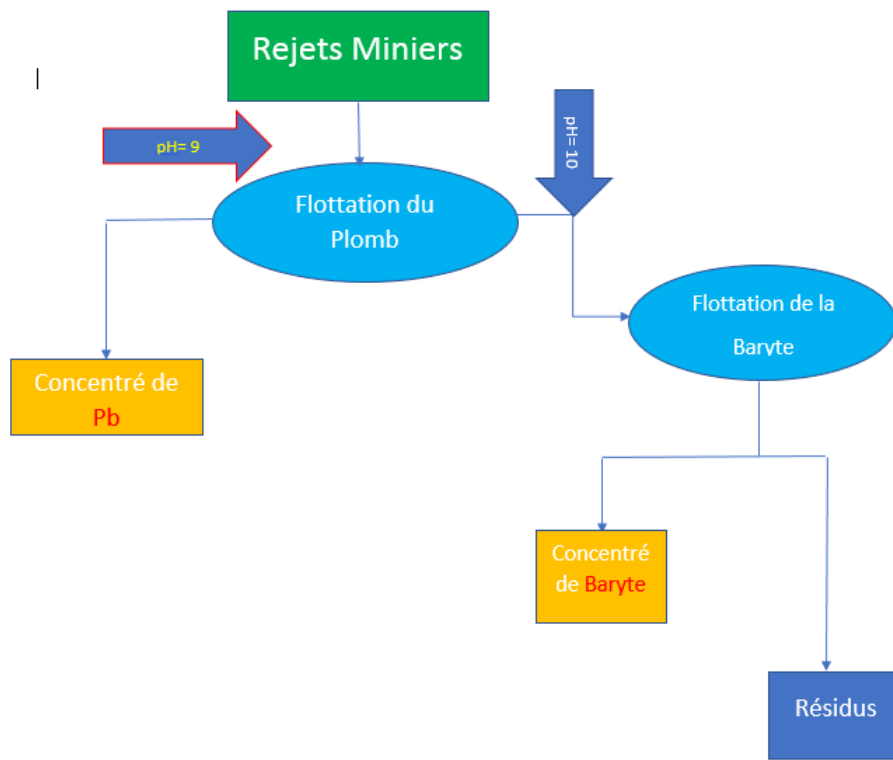 Rejets Miniers
pH= 9
pH= 10
Flottation du
Plomb
Flottation de la
Baryte
Concentré de
Pb
Concentré
de Baryte
Résidus